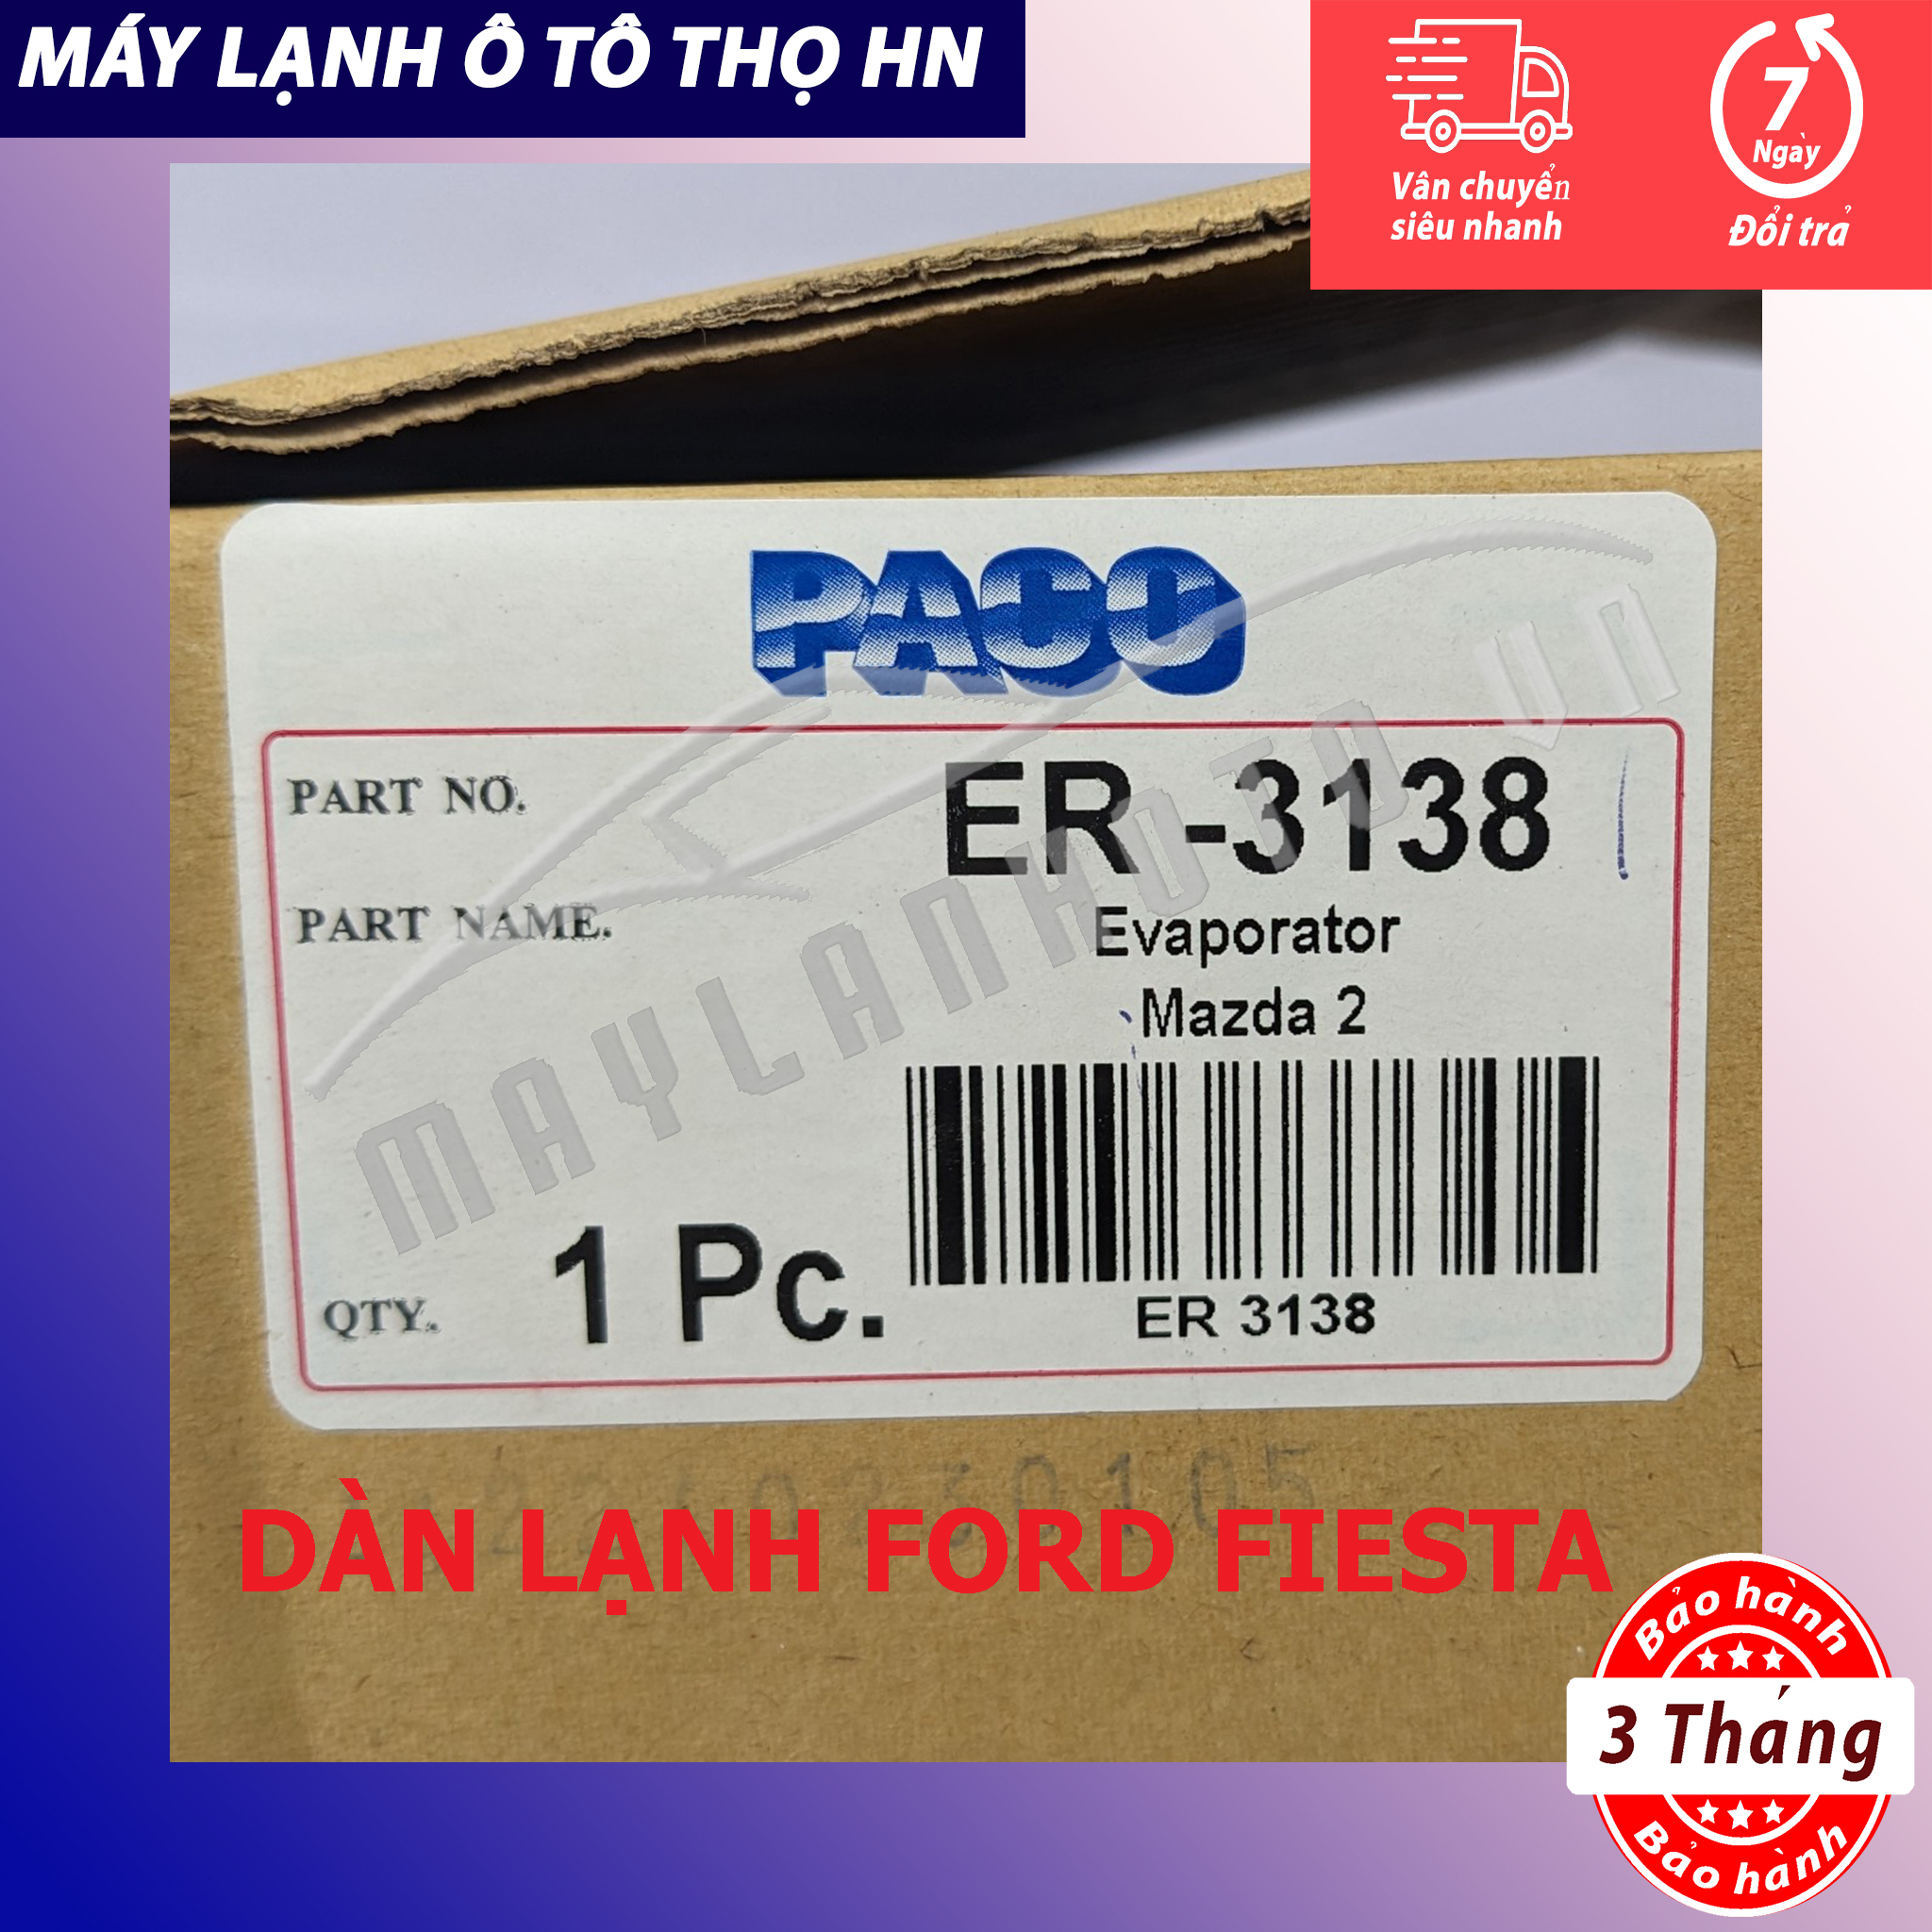 MÁY LẠNH Ô TÔ THỌ HN
Vân chuyển
siêu nhanh
7
Ngày
Đổi trả
PACO
PART NO.
ER -3138
PART NAME.
Evaporator
Mazda 2
MAYLANHOTO VN
QTY.
1 Pc.
ER 3138
DÀN LẠNH FORD FIESTA
Bảo hành
3 Tháng
Bảo hành